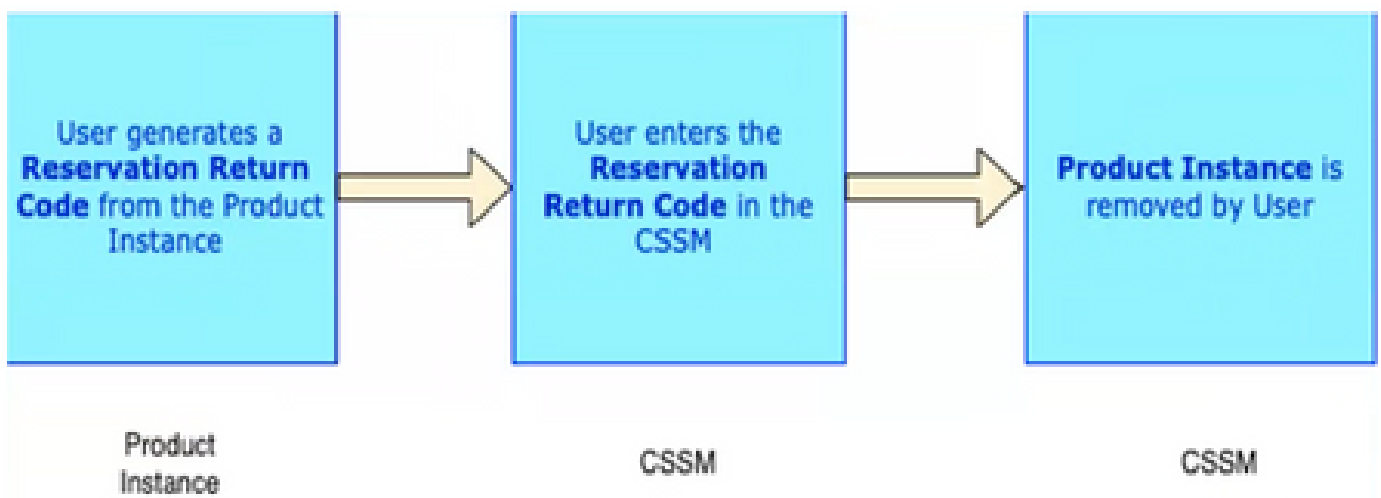 User generates a
Reservation Return
Code from the Product
Instance
User enters the
Reservation
Return Code in the
CSSM
Product Instance is
removed by User
Product
Instance
CSSM
CSSM